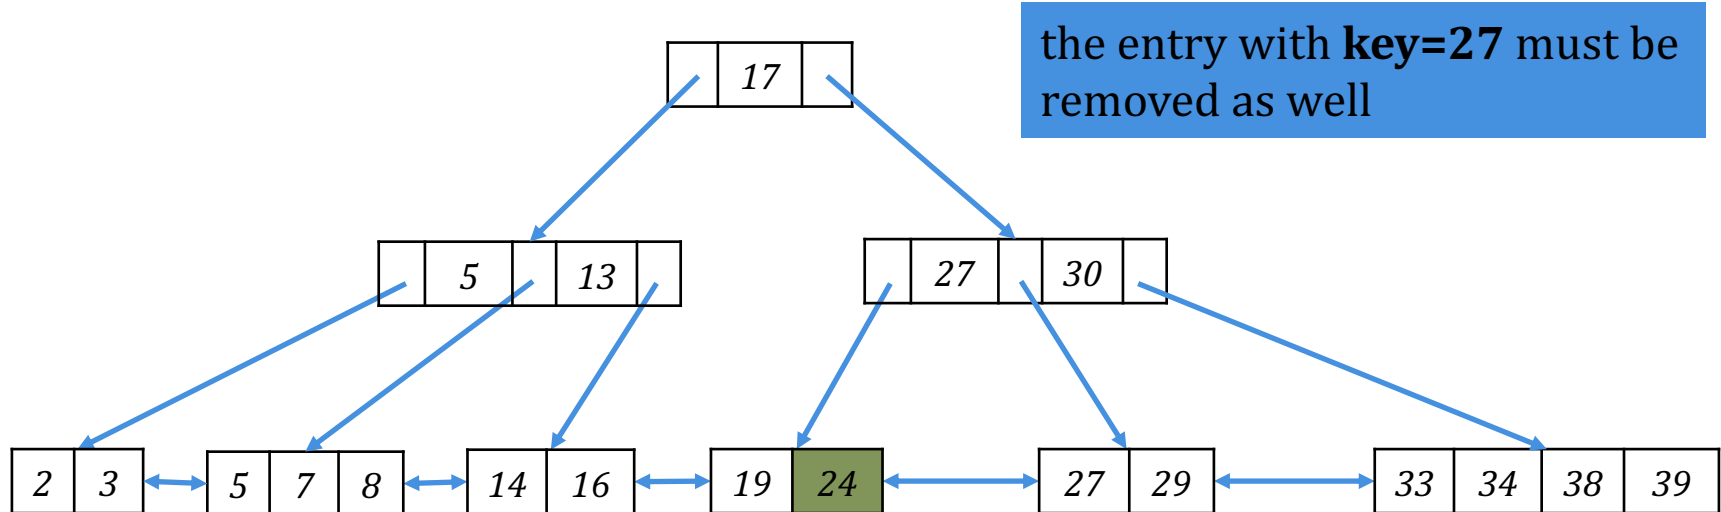 the entry with key=27 must be
removed as well
17
5 13 27 30
2 3 5 7 8 14 16 19 24 27 29 33 34 38 39